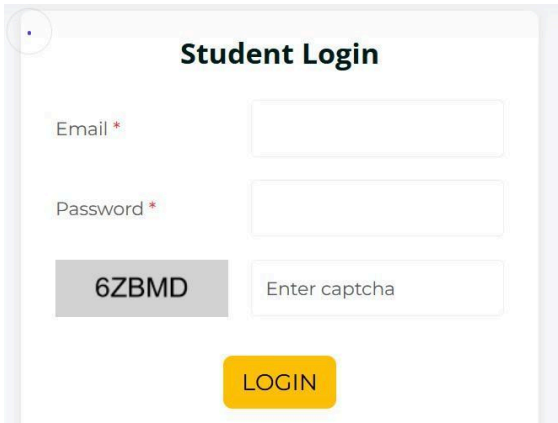 Student Login
Email *
Password *
6ZBMD
Enter captcha
LOGIN